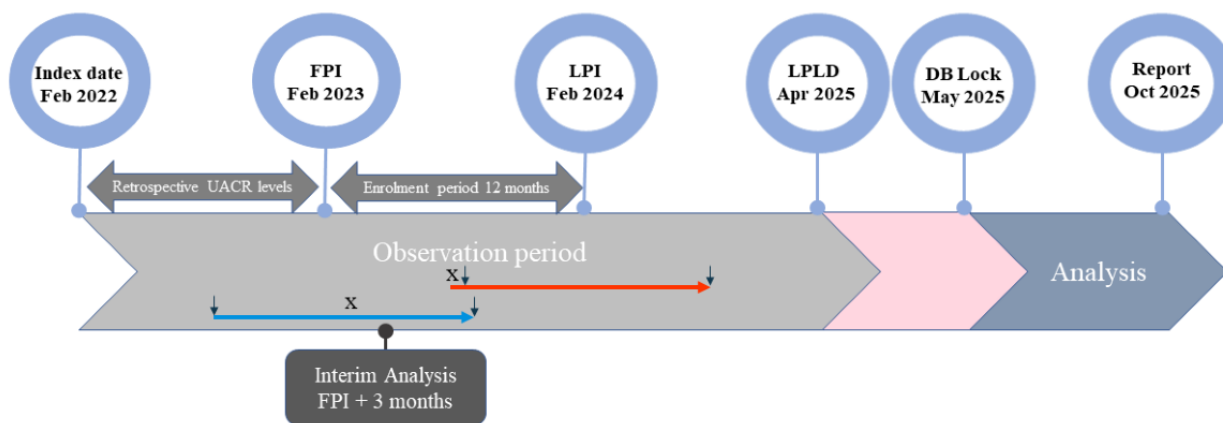 Index date
Feb 2022
FPI
Feb 2023
LPI
Feb 2024
LPLD
Apr 2025
DB Lock
May 2025
Report
Oct 2025
Retrospective UACR levels
Enrolment period 12 months
Observation period
Analysis
x
x
Interim Analysis
FPI + 3 months